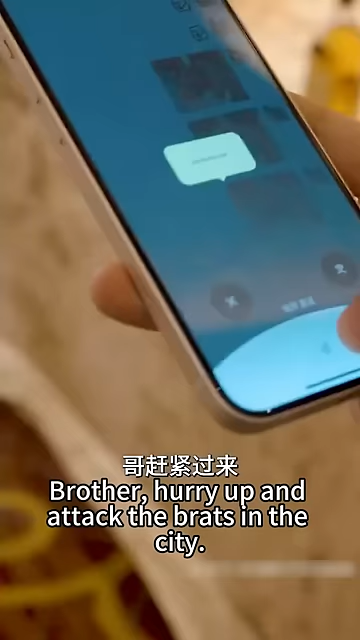 哥赶紧过来
Brother, hurry up and
attack the brats in the
city.